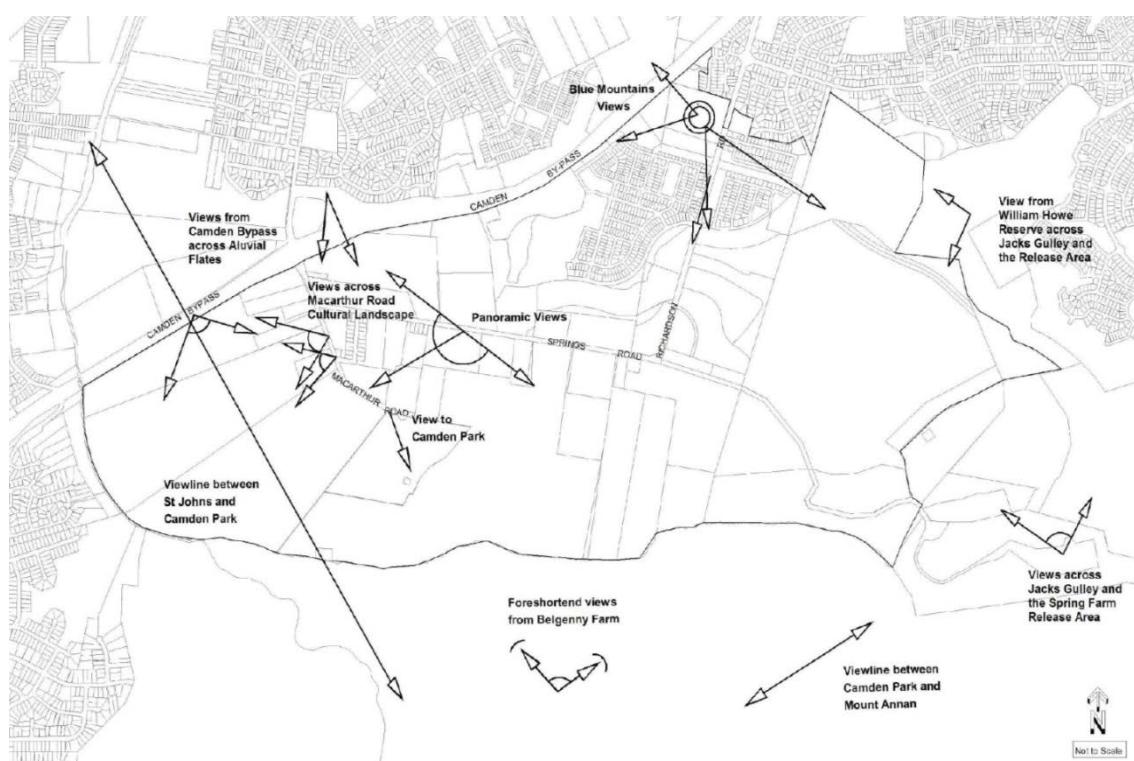 Blue Mountains
Views
RD
CAMDEN
BY-PASS
Views from
Camden Bypass
across Aluvial
Flates
View from
William Howe
Reserve across
Jacks Gulley and
the Release Area
CAMDEN
BYPASS
Views across
Macarthur Road
Cultural Landscape
Panoramic Views
SPRINGS
ROAD
RICHARDSON
MACARTHUR
ROAD
View to
Camden Park
Viewline between
St Johns and
Camden Park
Views across
Jacks Gulley and
the Spring Farm
Release Area
Foreshortend views
from Belgenny Farm
Viewline between
Camden Park and
Mount Annan
N
Not to Scale